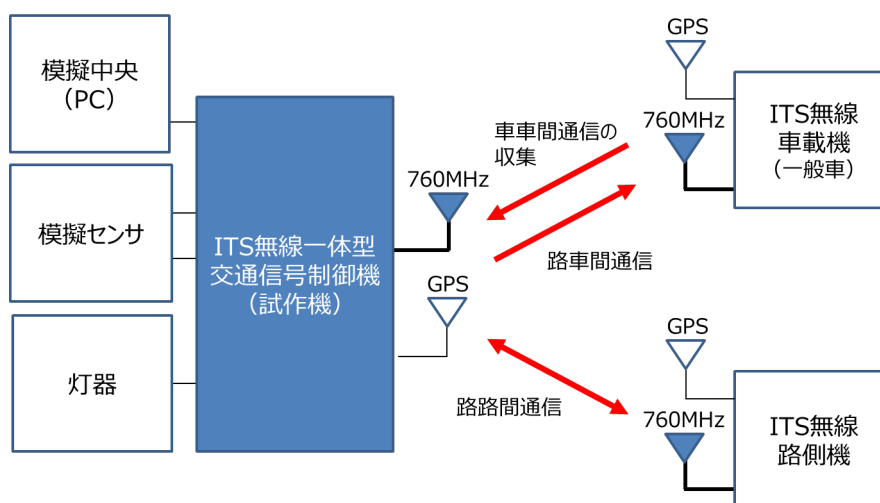 模擬中央
（PC）
模擬センサ
灯器
ITS無線一体型
交通信号制御機
（試作機）
760MHz
GPS
車車間通信の
収集
路車間通信
路路間通信
GPS
760MHz
ITS無線
車載機
（一般車）
GPS
760MHz
ITS無線
路側機